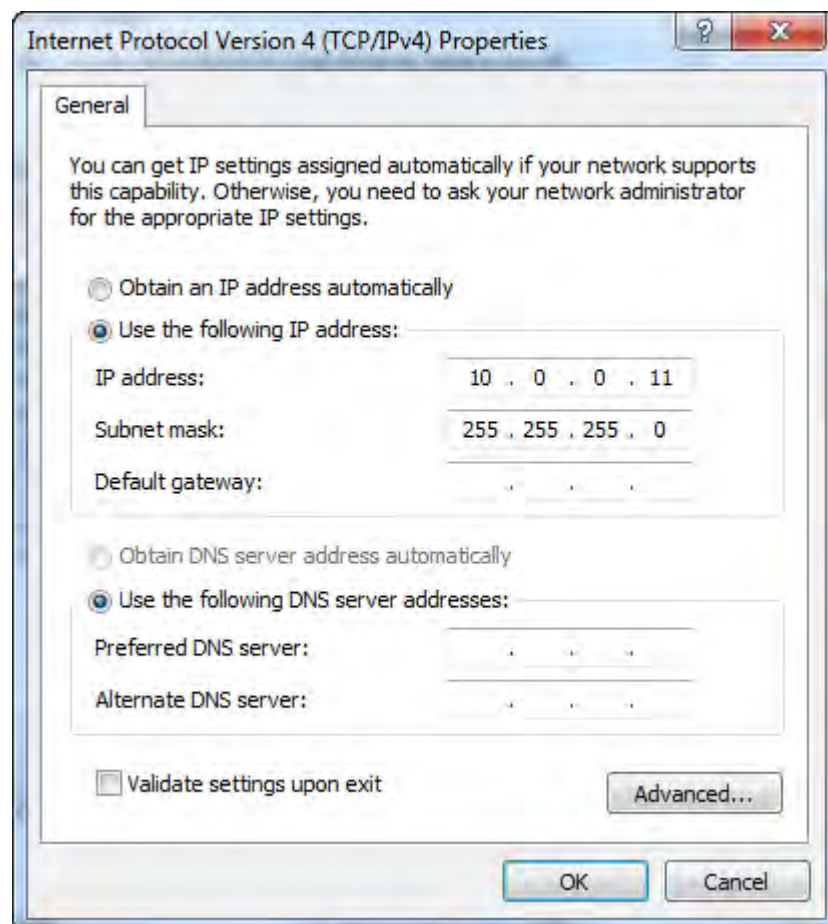 Internet Protocol Version 4 (TCP/IPv4) Properties
General
You can get IP settings assigned automatically if your network supports
this capability. Otherwise, you need to ask your network administrator
for the appropriate IP settings.
Obtain an IP address automatically
Use the following IP address:
IP address: 10 . 0 . 0 . 11
Subnet mask: 255 . 255 . 255 . 0
Default gateway: . . .
Obtain DNS server address automatically
Use the following DNS server addresses:
Preferred DNS server: . . .
Alternate DNS server: . . .
Validate settings upon exit
Advanced...
OK Cancel